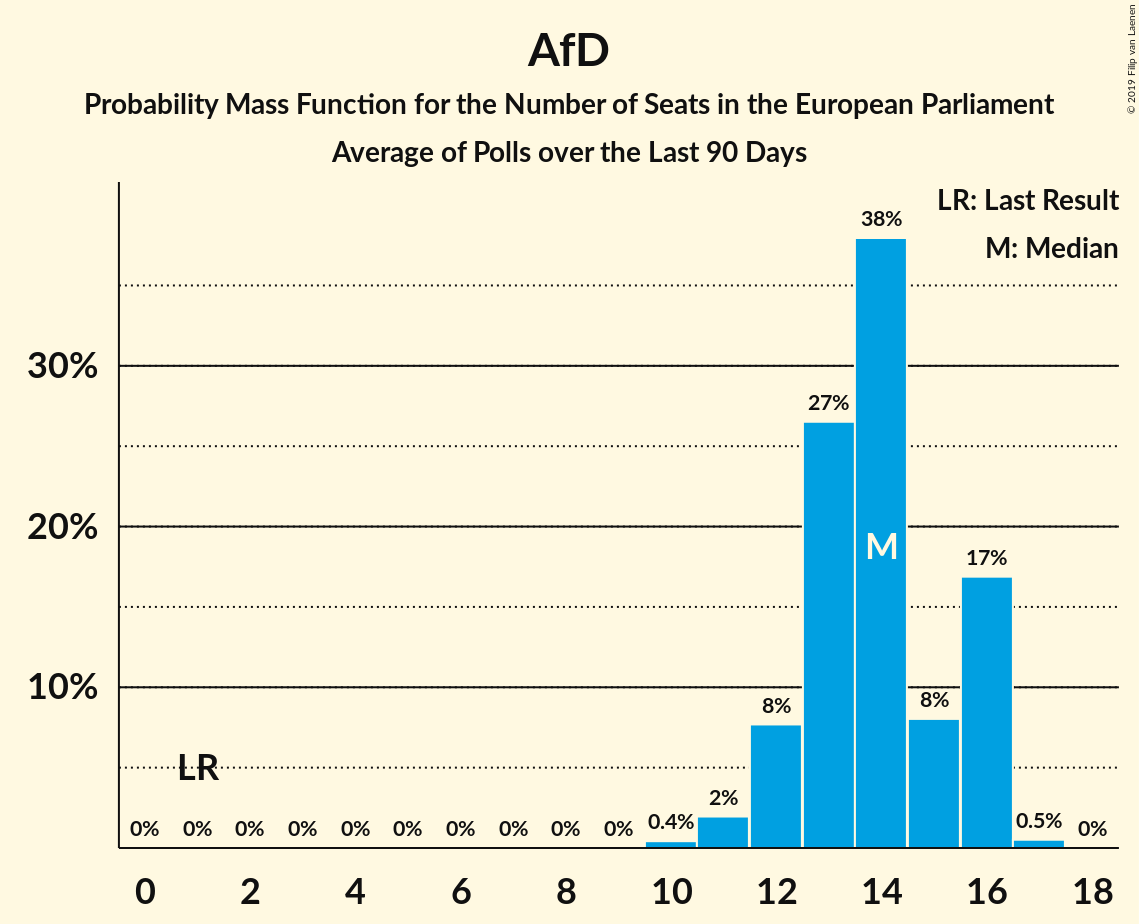 AfD
Probability Mass Function for the Number of Seats in the European Parliament
Average of Polls over the Last 90 Days
© 2019 Filip van Laenen
LR: Last Result
M: Median
38%
30%
27%
20%
M
17%
10%
8%
8%
LR
2%
0% 0% 0% 0% 0% 0% 0% 0% 0% 0% 0.4% 0.5% 0%
0 2 4 6 8 10 12 14 16 18